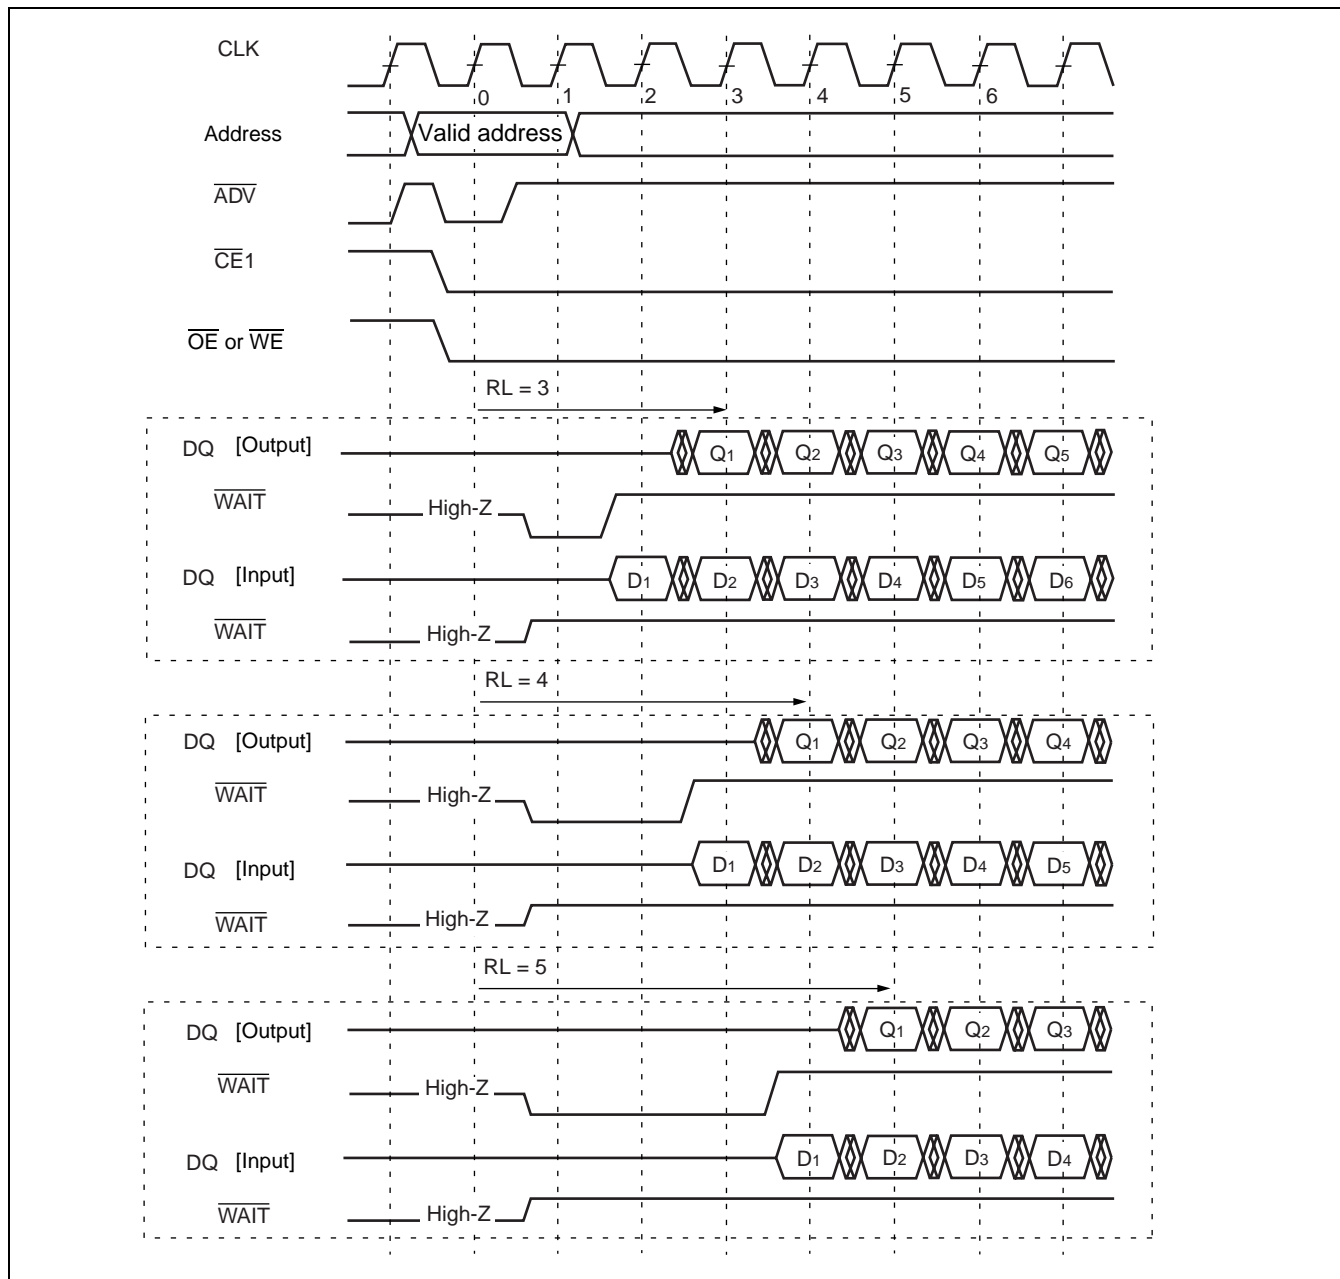 CLK
0 1 2 3 4 5 6
Address Valid address
ADV
CE1
OE or WE
RL = 3
DQ [Output] Q1 Q2 Q3 Q4 Q5
WAIT High-Z
DQ [Input] D1 D2 D3 D4 D5 D6
WAIT High-Z
RL = 4
DQ [Output] Q1 Q2 Q3 Q4
WAIT High-Z
DQ [Input] D1 D2 D3 D4 D5
WAIT High-Z
RL = 5
DQ [Output] Q1 Q2 Q3
WAIT High-Z
DQ [Input] D1 D2 D3 D4
WAIT High-Z